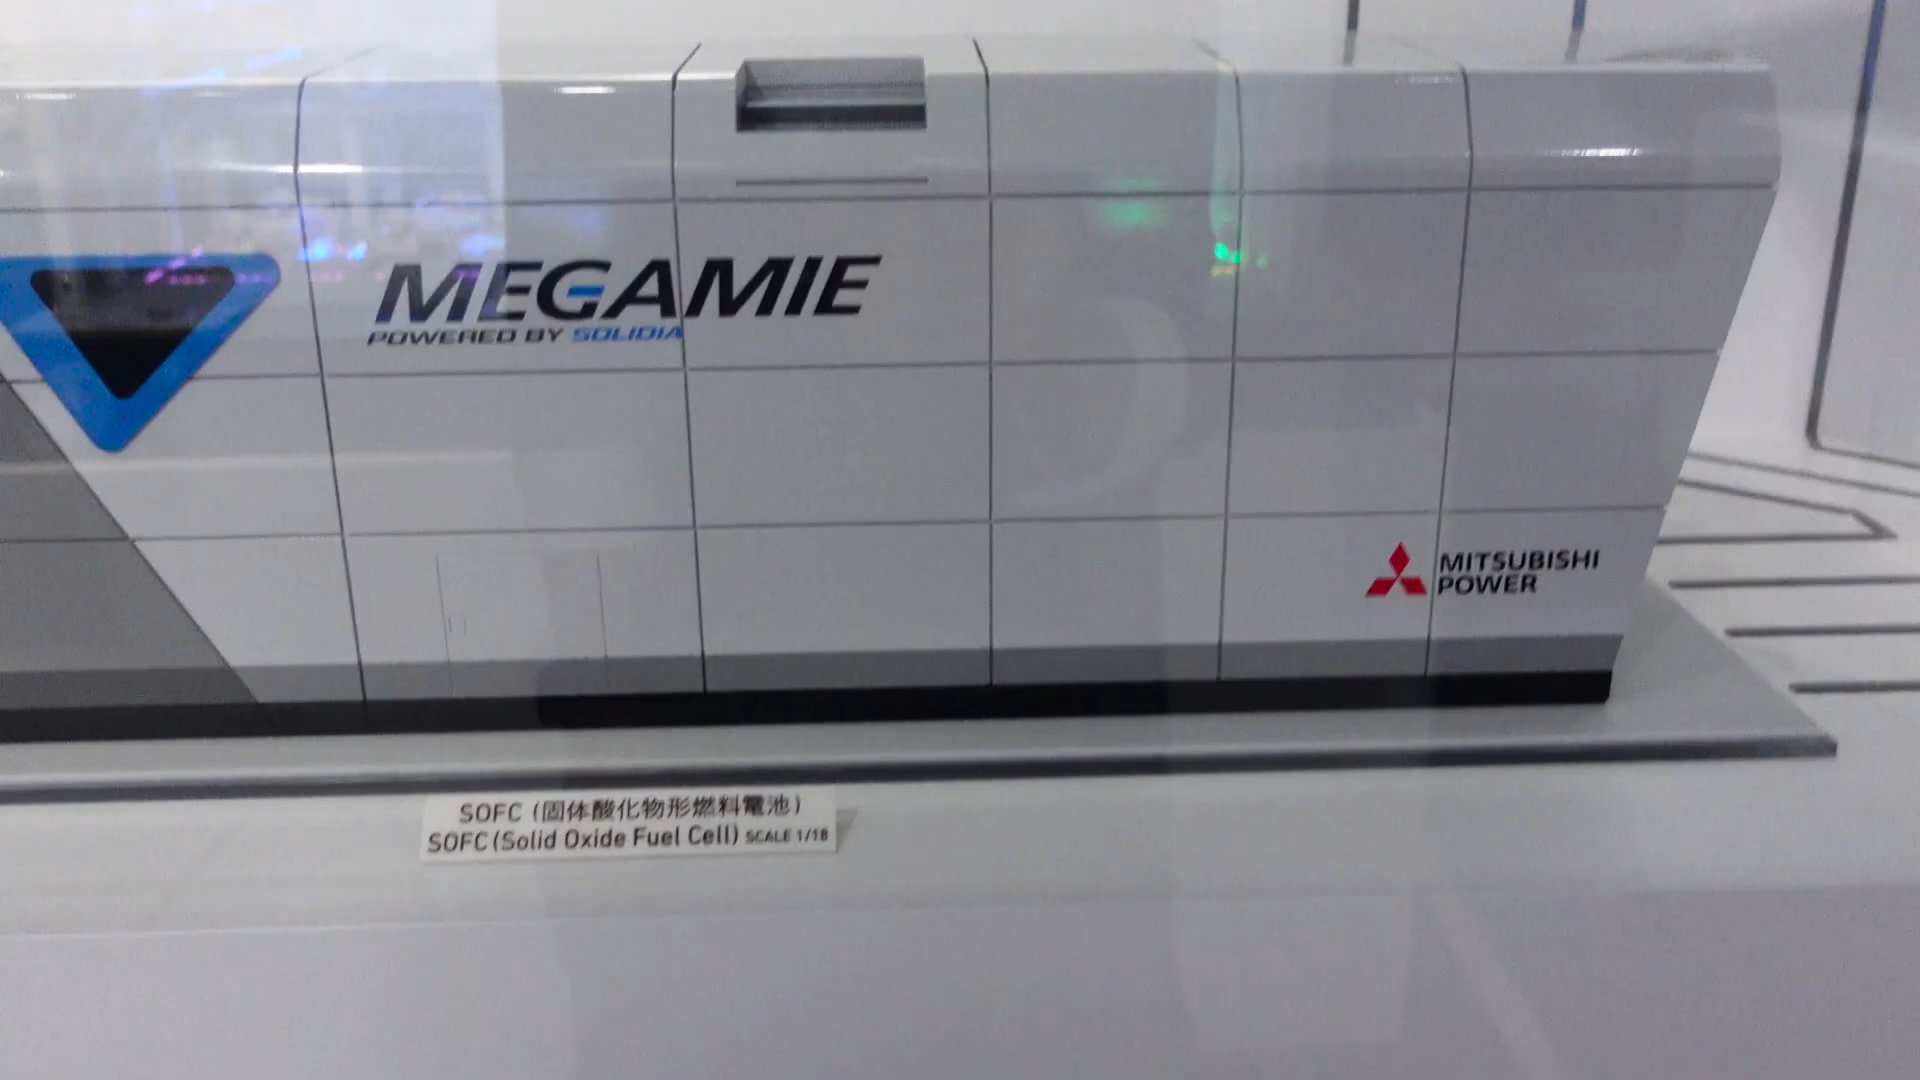 MEGAMIE
POWERED BY SOLIDIA
MITSUBISHI
POWER
SOFC (固体酸化物形燃料電池)
SOFC (Solid Oxide Fuel Cell) SCALE 1/18